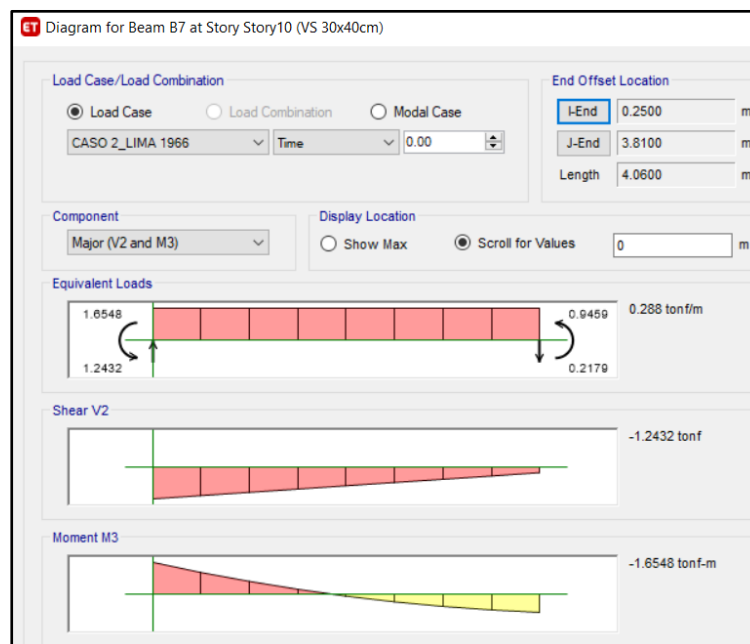 ET Diagram for Beam B7 at Story Story10 (VS 30x40cm)
Load Case/Load Combination
Load Case
Load Combination
Modal Case
CASO 2_LIMA 1966
Time
0.00
End Offset Location
I-End 0.2500 m
J-End 3.8100 m
Length 4.0600 m
Component
Major (V2 and M3)
Display Location
Show Max
Scroll for Values
0 m
Equivalent Loads
1.6548
0.9459
0.288 tonf/m
1.2432
0.2179
Shear V2
-1.2432 tonf
Moment M3
-1.6548 tonf-m